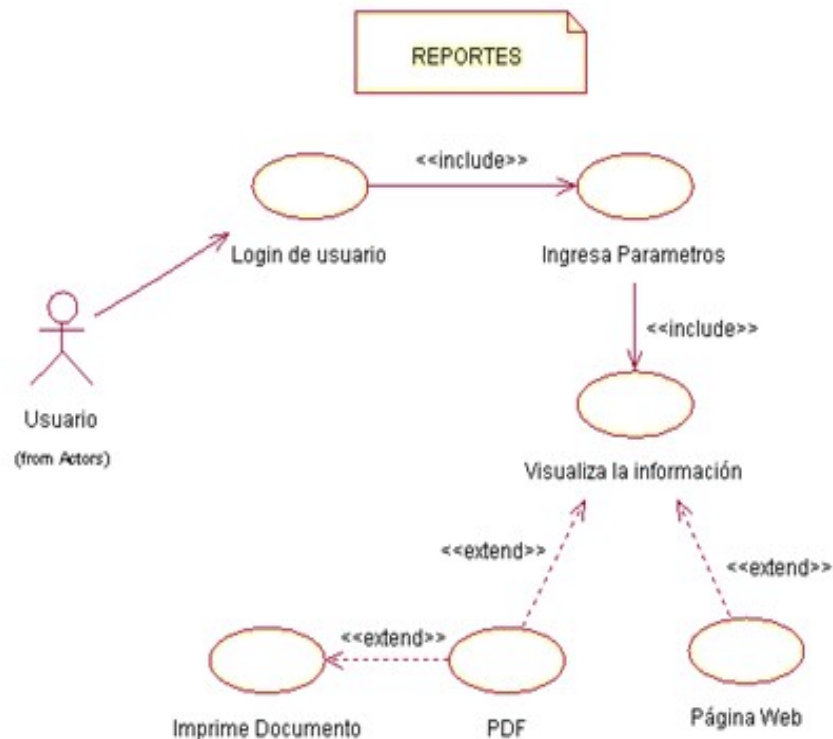 REPORTES
<<include>>
Login de usuario
Ingresa Parametros
<<include>>
Usuario
(from Actors)
Visualiza la información
<<extend>>
<<extend>>
<<extend>>
Imprime Documento
PDF
Página Web